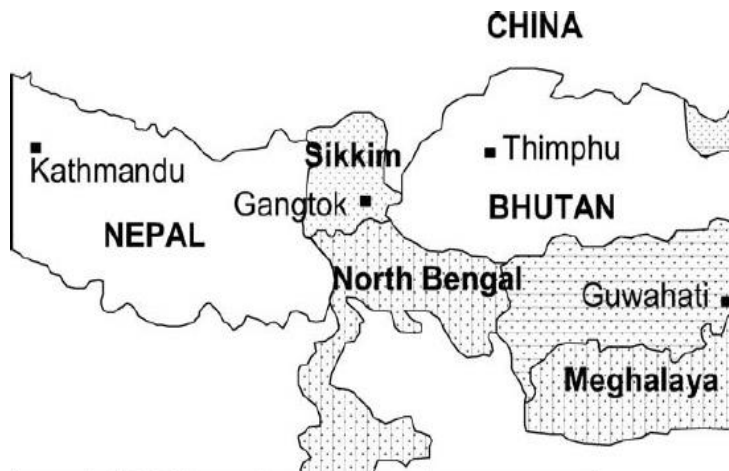 CHINA
Sikkim
Thimphu
Kathmandu
Gangtok
BHUTAN
NEPAL
North Bengal
Guwahati
Meghalaya